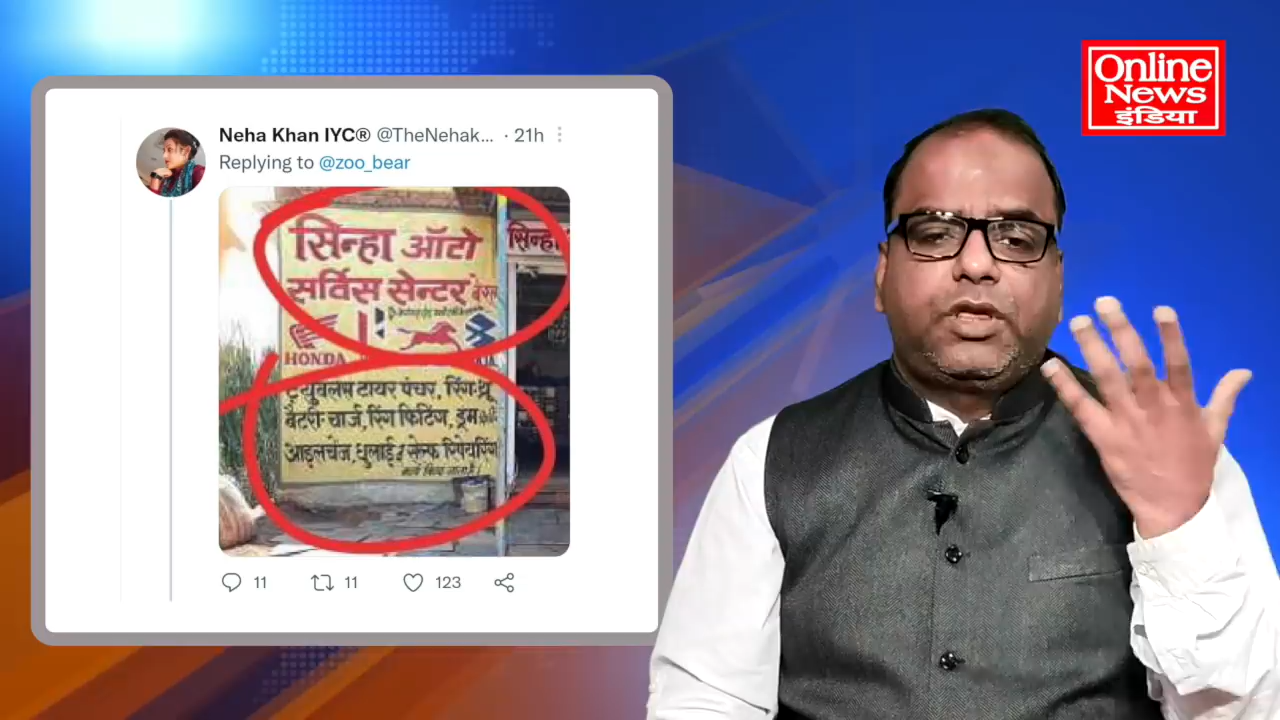 Neha Khan IYC® @TheNehak... · 21h
Replying to @zoo_bear
सिन्हा ऑटो
सर्विस सेन्टर
सिन्हा
HONDA
ट्युवलस टायर पंचर, रिंग थ्रू
बैटरी चार्ज, रिंग फिटिंग, ड्रम
आइलचेंज, धुलाई व सेल्फ रिपेयरिंग
कार्य किया जाता है।
11
11
123
Online
News
इंडिया